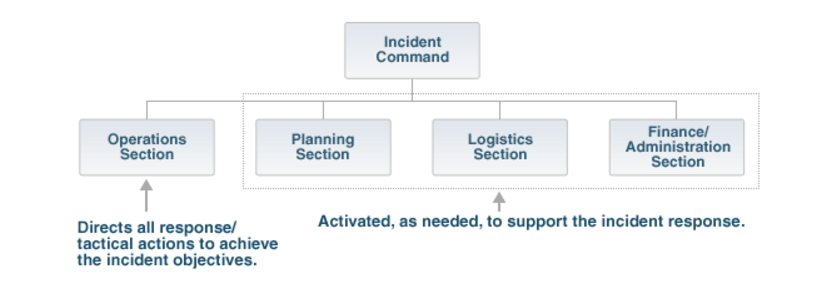 Incident
Command
Operations
Section
Planning
Section
Logistics
Section
Finance/
Administration
Section
Directs all response/
tactical actions to achieve
the incident objectives.
Activated, as needed, to support the incident response.